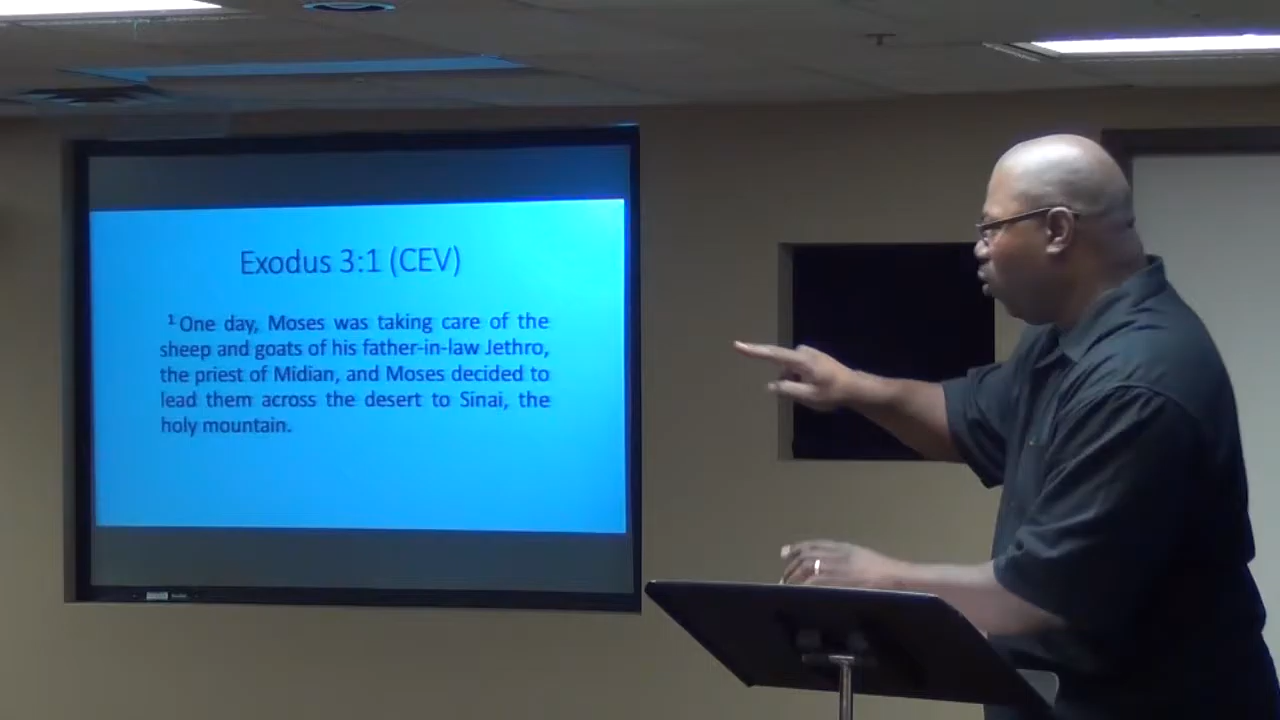 Exodus 3:1 (CEV)
1 One day, Moses was taking care of the
sheep and goats of his father-in-law Jethro,
the priest of Midian, and Moses decided to
lead them across the desert to Sinai, the
holy mountain.